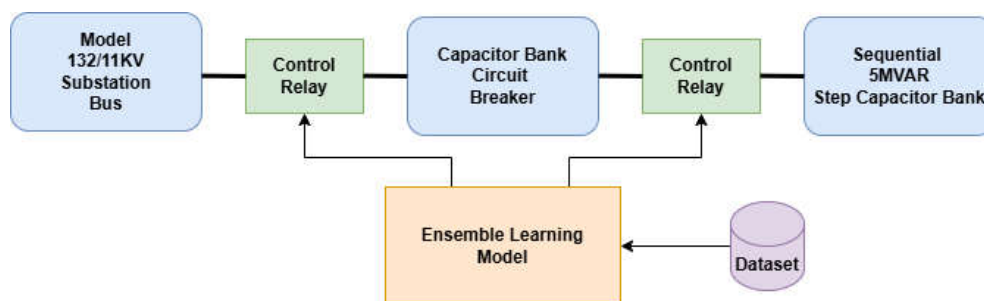 Model
132/11KV
Substation
Bus
Control
Relay
Capacitor Bank
Circuit
Breaker
Control
Relay
Sequential
5MVAR
Step Capacitor Bank
Ensemble Learning
Model
Dataset